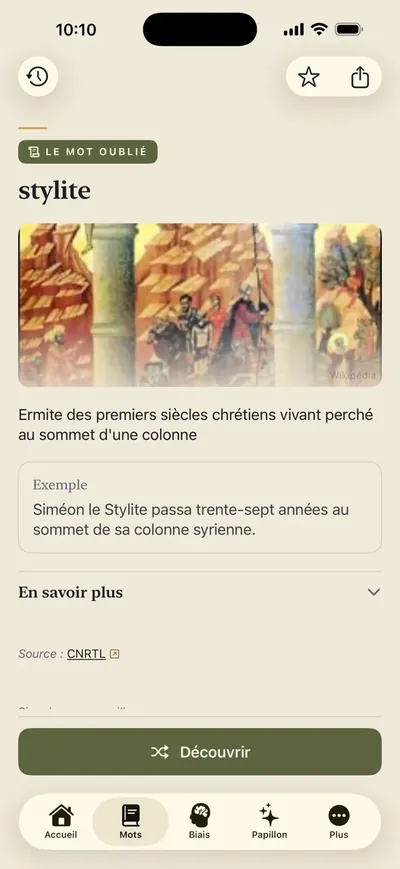 10:10
LE MOT OUBLIÉ
stylite
Wikipédia
Ermite des premiers siècles chrétiens vivant perché
au sommet d'une colonne
Exemple
Siméon le Stylite passa trente-sept années au
sommet de sa colonne syrienne.
En savoir plus
Source : CNRTL
Découvrir
Accueil
Mots
Biais
Papillon
Plus